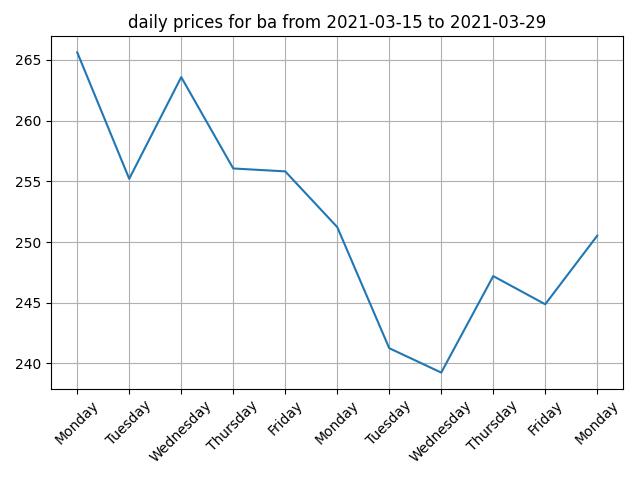 daily prices for ba from 2021-03-15 to 2021-03-29
265
260
255
250
245
240
Monday
Tuesday
Wednesday
Thursday
Friday
Monday
Tuesday
Wednesday
Thursday
Friday
Monday